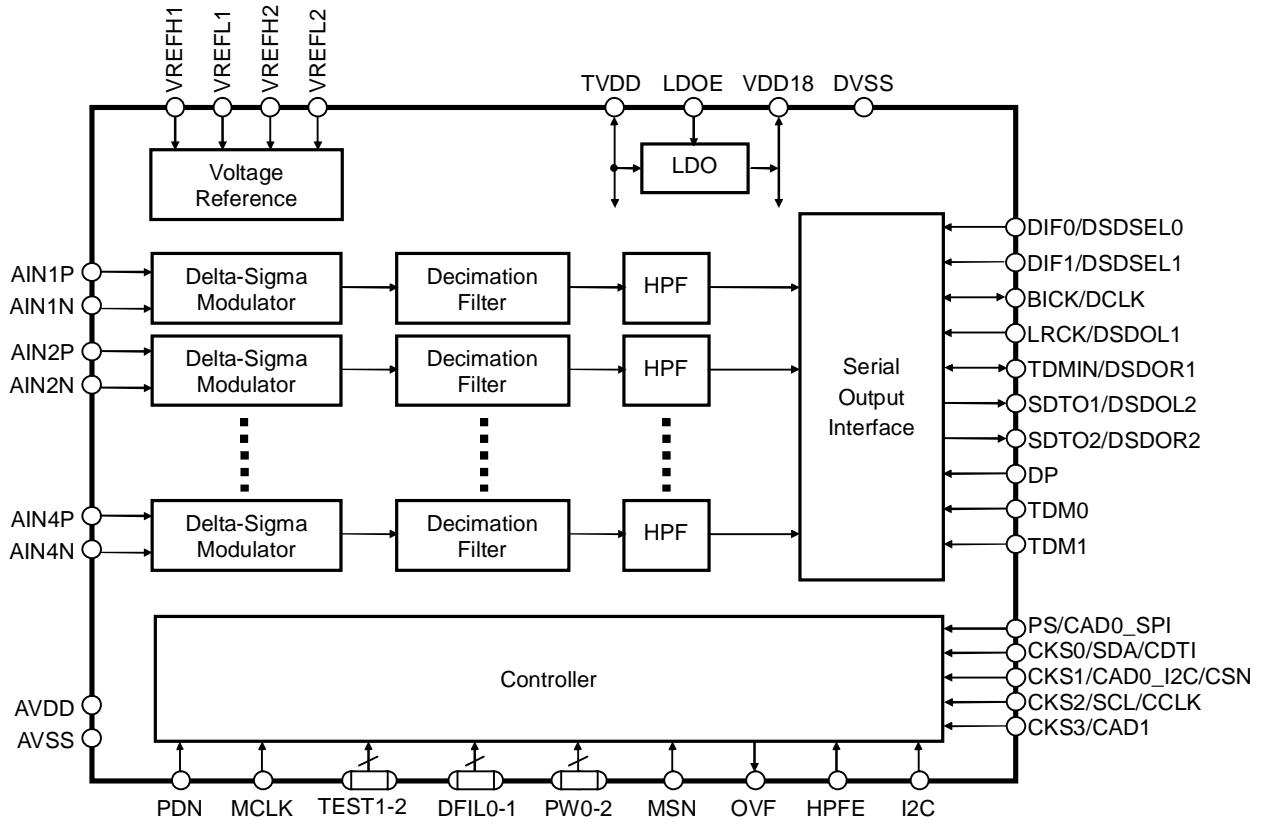 VREFH1
VREFL1
VREFH2
VREFL2
TVDD
LDOE
VDD18
DVSS
Voltage
Reference
LDO
AIN1P
AIN1N
Delta-Sigma
Modulator
Decimation
Filter
HPF
AIN2P
AIN2N
Delta-Sigma
Modulator
Decimation
Filter
HPF
AIN4P
AIN4N
Delta-Sigma
Modulator
Decimation
Filter
HPF
Serial
Output
Interface
DIF0/DSDSEL0
DIF1/DSDSEL1
BICK/DCLK
LRCK/DSDOL1
TDMIN/DSDOR1
SDTO1/DSDOL2
SDTO2/DSDOR2
DP
TDM0
TDM1
Controller
PS/CAD0_SPI
CKS0/SDA/CDTI
CKS1/CAD0_I2C/CSN
CKS2/SCL/CCLK
CKS3/CAD1
AVDD
AVSS
PDN
MCLK
TEST1-2
DFIL0-1
PW0-2
MSN
OVF
HPFE
I2C